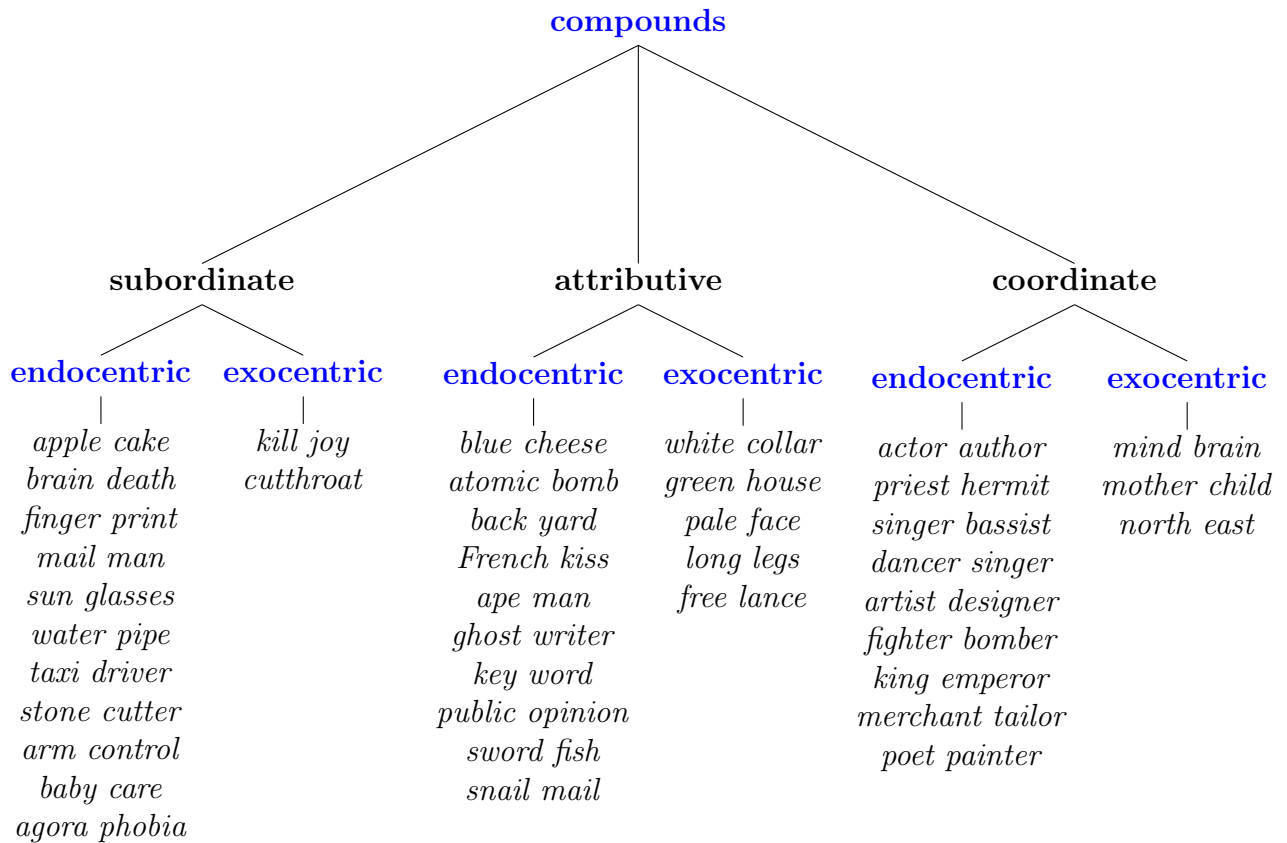 compounds
subordinate
attributive
coordinate
endocentric
exocentric
endocentric
exocentric
endocentric
exocentric
apple cake
brain death
finger print
mail man
sun glasses
water pipe
taxi driver
stone cutter
arm control
baby care
agora phobia
kill joy
cutthroat
blue cheese
atomic bomb
back yard
French kiss
ape man
ghost writer
key word
public opinion
sword fish
snail mail
white collar
green house
pale face
long legs
free lance
actor author
priest hermit
singer bassist
dancer singer
artist designer
fighter bomber
king emperor
merchant tailor
poet painter
mind brain
mother child
north east